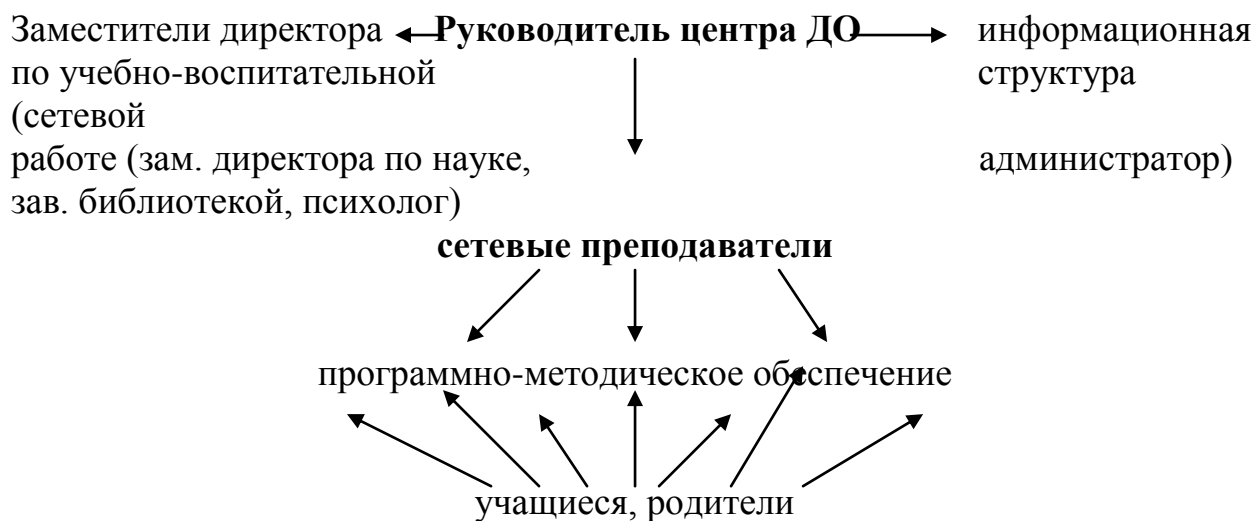 Заместители директора Руководитель центра ДО информационная
по учебно-воспитательной структура
(сетевой
работе (зам. директора по науке, администратор)
зав. библиотекой, психолог)
сетевые преподаватели
программно-методическое обеспечение
учащиеся, родители